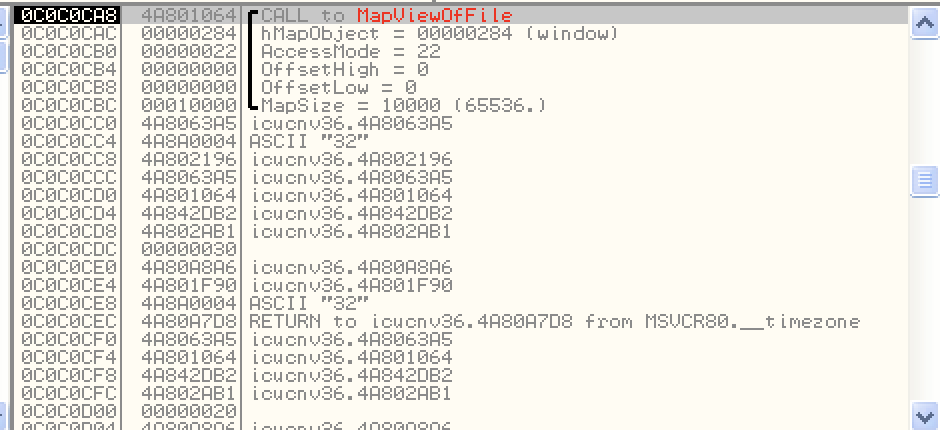 0C0C0CA8 4A801064 CALL to MapViewOfFile
0C0C0CAC 00000284 hMapObject = 00000284 (window)
0C0C0CB0 00000022 AccessMode = 22
0C0C0CB4 00000000 OffsetHigh = 0
0C0C0CB8 00000000 OffsetLow = 0
0C0C0CBC 00010000 MapSize = 10000 (65536.)
0C0C0CC0 4A8063A5 icucnv36.4A8063A5
0C0C0CC4 4A8A0004 ASCII "32"
0C0C0CC8 4A802196 icucnv36.4A802196
0C0C0CCC 4A8063A5 icucnv36.4A8063A5
0C0C0CD0 4A801064 icucnv36.4A801064
0C0C0CD4 4A842DB2 icucnv36.4A842DB2
0C0C0CD8 4A802AB1 icucnv36.4A802AB1
0C0C0CDC 00000030
0C0C0CE0 4A80A8A6 icucnv36.4A80A8A6
0C0C0CE4 4A801F90 icucnv36.4A801F90
0C0C0CE8 4A8A0004 ASCII "32"
0C0C0CEC 4A80A7D8 RETURN to icucnv36.4A80A7D8 from MSVCR80.__timezone
0C0C0CF0 4A8063A5 icucnv36.4A8063A5
0C0C0CF4 4A801064 icucnv36.4A801064
0C0C0CF8 4A842DB2 icucnv36.4A842DB2
0C0C0CFC 4A802AB1 icucnv36.4A802AB1
0C0C0D00 00000020
0C0C0D04 4A80A8A6 icucnv36.4A80A8A6